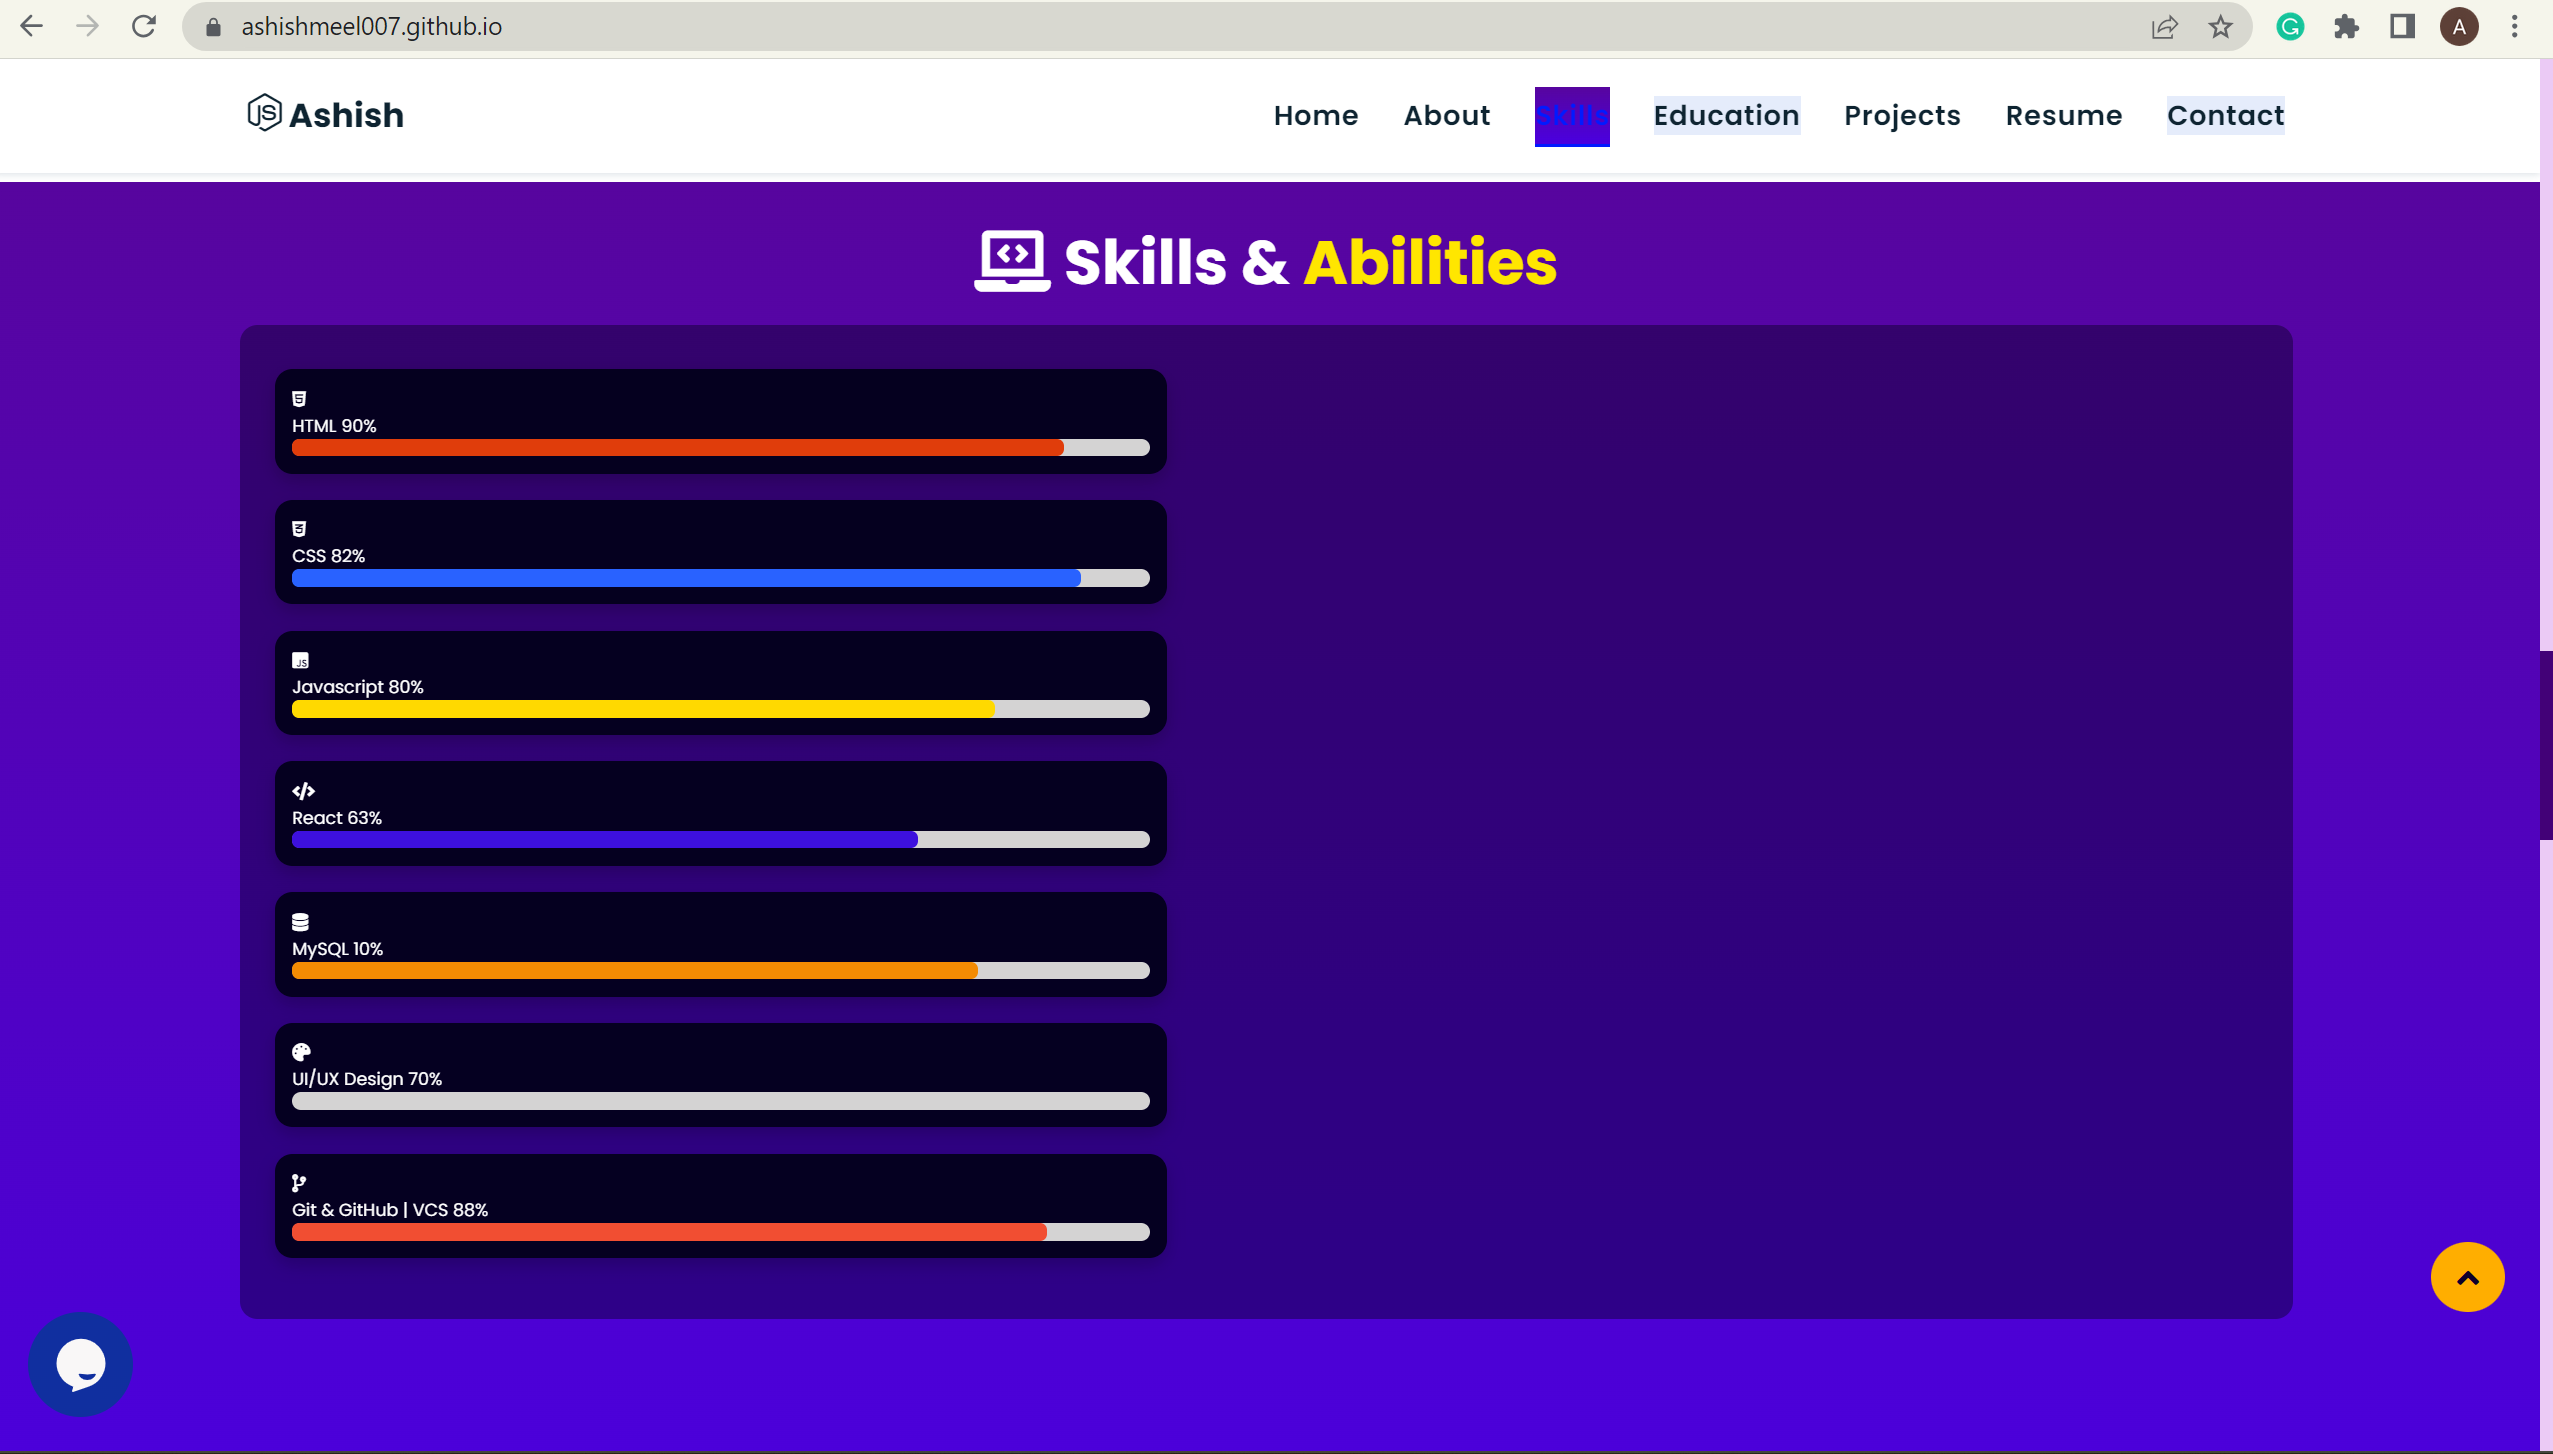 ashishmeel007.github.io
A
Ashish
Home About Skills Education Projects Resume Contact
Skills & Abilities
HTML 90%
CSS 82%
JS
Javascript 80%
React 63%
MySQL 10%
UI/UX Design 70%
Git & GitHub | VCS 88%